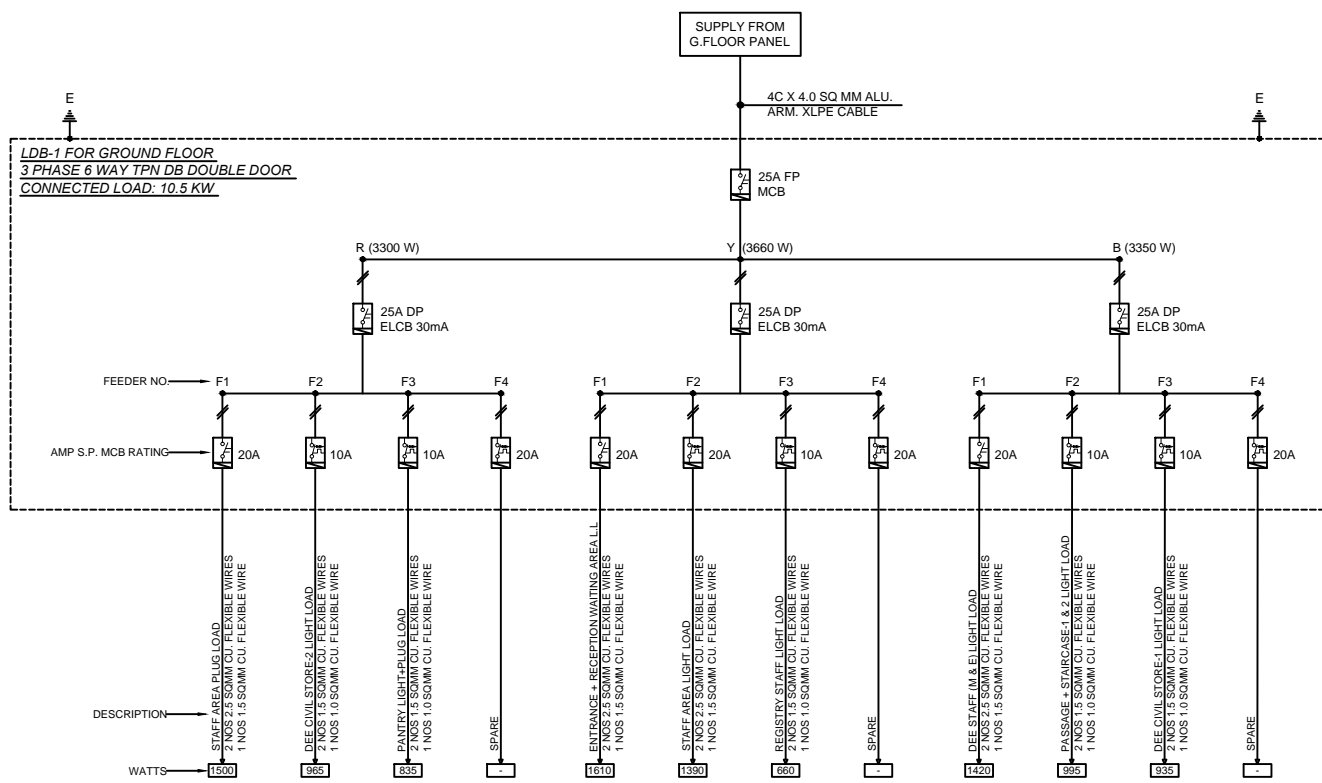 SUPPLY FROM
G.FLOOR PANEL
4C X 4.0 SQ MM ALU.
ARM. XLPE CABLE
E
E
LDB-1 FOR GROUND FLOOR
3 PHASE 6 WAY TPN DB DOUBLE DOOR
CONNECTED LOAD: 10.5 KW
25A FP
MCB
R (3300 W)
Y (3660 W)
B (3350 W)
25A DP
ELCB 30mA
25A DP
ELCB 30mA
25A DP
ELCB 30mA
FEEDER NO.
F1
F2
F3
F4
F1
F2
F3
F4
F1
F2
F3
F4
AMP S.P. MCB RATING
20A
10A
10A
20A
20A
20A
10A
20A
20A
10A
10A
20A
DESCRIPTION
STAFF AREA PLUG LOAD
2 NOS 2.5 SQMM CU. FLEXIBLE WIRES
1 NOS 1.5 SQMM CU. FLEXIBLE WIRE
DEE CIVIL STORE-2 LIGHT LOAD
2 NOS 1.5 SQMM CU. FLEXIBLE WIRES
1 NOS 1.0 SQMM CU. FLEXIBLE WIRE
PANTRY LIGHT+PLUG LOAD
2 NOS 1.5 SQMM CU. FLEXIBLE WIRES
1 NOS 1.0 SQMM CU. FLEXIBLE WIRE
SPARE
ENTRANCE + RECEPTION WAITING AREA L.L
2 NOS 2.5 SQMM CU. FLEXIBLE WIRES
1 NOS 1.5 SQMM CU. FLEXIBLE WIRE
STAFF AREA LIGHT LOAD
2 NOS 2.5 SQMM CU. FLEXIBLE WIRES
1 NOS 1.5 SQMM CU. FLEXIBLE WIRE
REGISTRY STAFF LIGHT LOAD
2 NOS 1.5 SQMM CU. FLEXIBLE WIRES
1 NOS 1.0 SQMM CU. FLEXIBLE WIRE
SPARE
DEE STAFF (M & E) LIGHT LOAD
2 NOS 2.5 SQMM CU. FLEXIBLE WIRES
1 NOS 1.5 SQMM CU. FLEXIBLE WIRE
PASSAGE + STAIRCASE-1 & 2 LIGHT LOAD
2 NOS 1.5 SQMM CU. FLEXIBLE WIRES
1 NOS 1.0 SQMM CU. FLEXIBLE WIRE
DEE CIVIL STORE-1 LIGHT LOAD
2 NOS 1.5 SQMM CU. FLEXIBLE WIRES
1 NOS 1.0 SQMM CU. FLEXIBLE WIRE
SPARE
WATTS
1500
965
835
-
1610
1390
660
-
1420
995
935
-